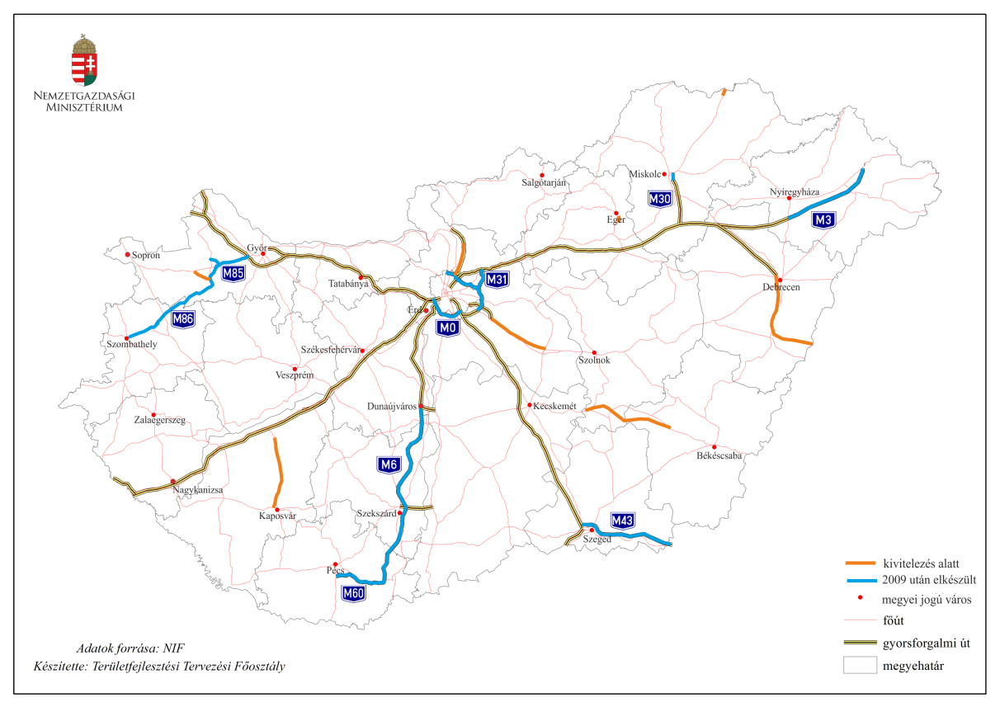 NEMZETGAZDASÁGI
MINISZTÉRIUM
Salgótarján
Miskolc
M30
Nyíregyháza
M3
Eger
Győr
Sopron
M85
Tatabánya
M31
Debrecen
M86
Érd
M0
Szombathely
Székesfehérvár
Szolnok
Veszprém
Dunaújváros
Kecskemét
Zalaegerszeg
Békéscsaba
M6
Nagykanizsa
Kaposvár
Szekszárd
M43
Szeged
Pécs
M60
kivitelezés alatt
2009 után elkészült
megyei jogú város
főút
gyorsforgalmi út
megyehatár
Adatok forrása: NIF
Készítette: Területfejlesztési Tervezési Főosztály